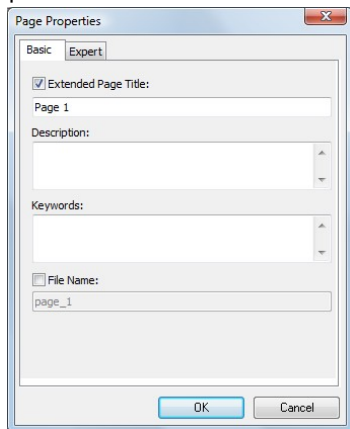 Page Properties
Basic Expert
Extended Page Title:
Page 1
Description:
Keywords:
File Name:
page_1
OK Cancel